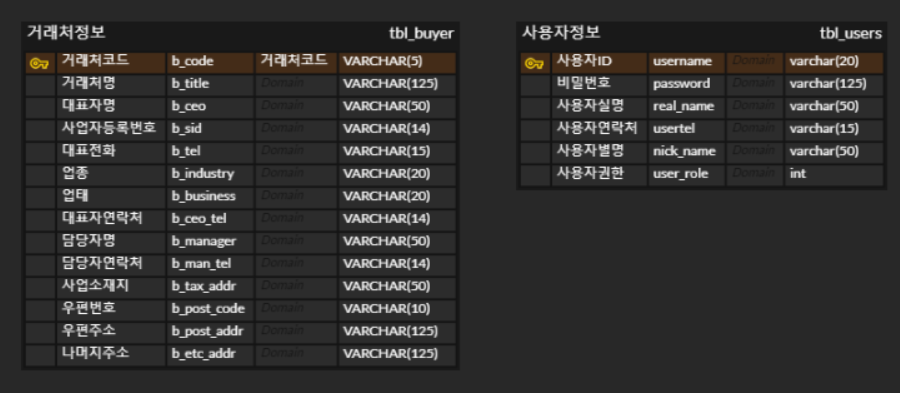 거래처정보 tbl_buyer
거래처코드 b_code 거래처코드 VARCHAR(5)
거래처명 b_title Domain VARCHAR(125)
대표자명 b_ceo Domain VARCHAR(50)
사업자등록번호 b_sid Domain VARCHAR(14)
대표전화 b_tel Domain VARCHAR(15)
업종 b_industry Domain VARCHAR(20)
업태 b_business Domain VARCHAR(20)
대표자연락처 b_ceo_tel Domain VARCHAR(14)
담당자명 b_manager Domain VARCHAR(50)
담당자연락처 b_man_tel Domain VARCHAR(14)
사업소재지 b_tax_addr Domain VARCHAR(50)
우편번호 b_post_code Domain VARCHAR(10)
우편주소 b_post_addr Domain VARCHAR(125)
나머지주소 b_etc_addr Domain VARCHAR(125)
사용자정보 tbl_users
사용자ID username Domain varchar(20)
비밀번호 password Domain varchar(125)
사용자실명 real_name Domain varchar(50)
사용자연락처 usertel Domain varchar(15)
사용자별명 nick_name Domain varchar(50)
사용자권한 user_role Domain int